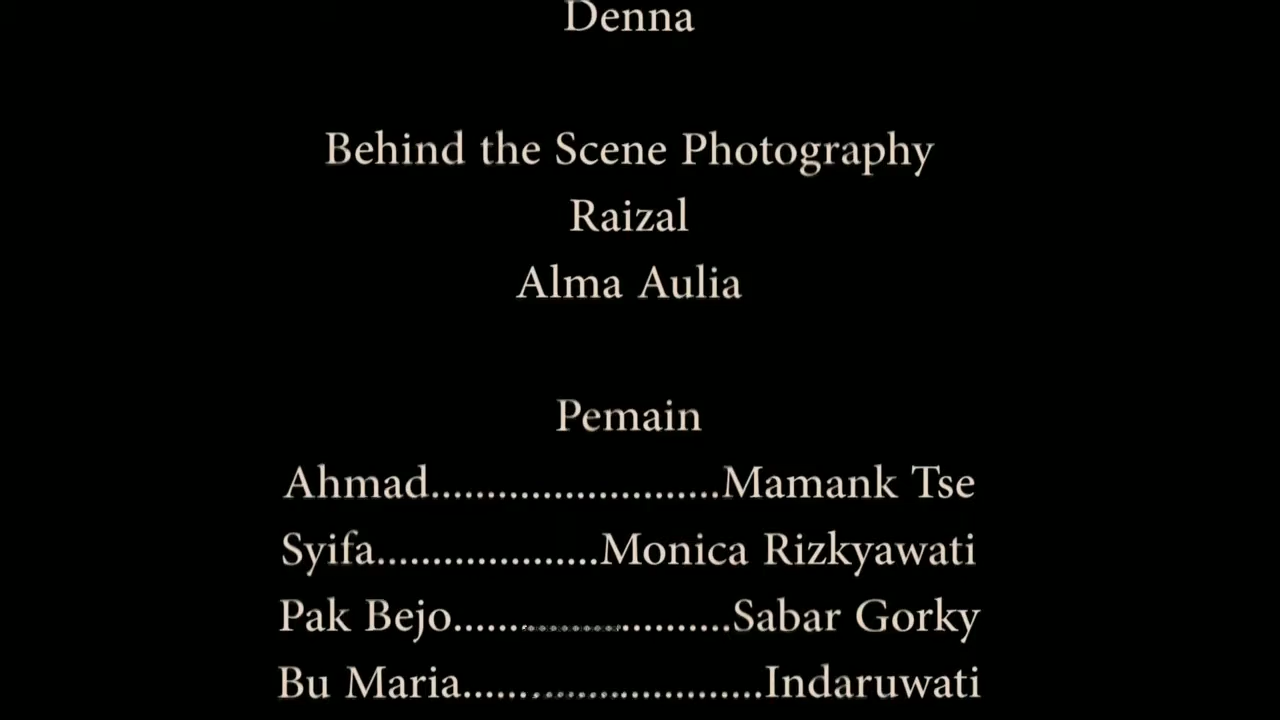 Denna
Behind the Scene Photography
Raizal
Alma Aulia
Pemain
Ahmad.........................Mamank Tse
Syifa...................Monica Rizkyawati
Pak Bejo........................Sabar Gorky
Bu Maria..........................Indaruwati